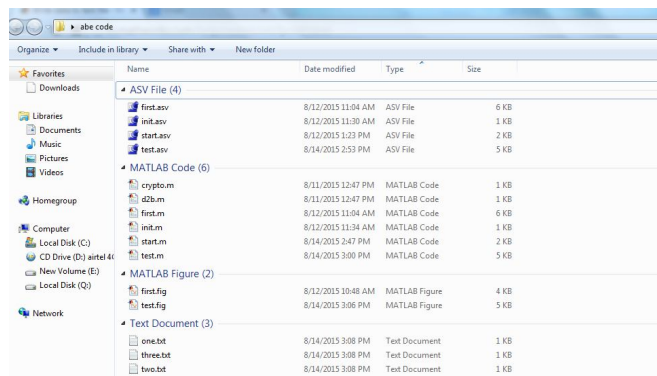 abe code
Organize Include in library Share with New folder
Favorites
Downloads
Libraries
Documents
Music
Pictures
Videos
Homegroup
Computer
Local Disk (C:)
CD Drive (D:) airtel 4G
New Volume (E:)
Local Disk (Q:)
Network
Name Date modified Type Size
ASV File (4)
first.asv 8/12/2015 11:04 AM ASV File 6 KB
init.asv 8/12/2015 11:30 AM ASV File 1 KB
start.asv 8/12/2015 1:23 PM ASV File 2 KB
test.asv 8/14/2015 2:53 PM ASV File 5 KB
MATLAB Code (6)
crypto.m 8/11/2015 12:47 PM MATLAB Code 1 KB
d2b.m 8/11/2015 12:47 PM MATLAB Code 1 KB
first.m 8/12/2015 11:04 AM MATLAB Code 6 KB
init.m 8/12/2015 11:34 AM MATLAB Code 1 KB
start.m 8/14/2015 2:47 PM MATLAB Code 2 KB
test.m 8/14/2015 3:00 PM MATLAB Code 5 KB
MATLAB Figure (2)
first.fig 8/12/2015 10:48 AM MATLAB Figure 4 KB
test.fig 8/14/2015 3:06 PM MATLAB Figure 5 KB
Text Document (3)
one.txt 8/14/2015 3:08 PM Text Document 1 KB
three.txt 8/14/2015 3:08 PM Text Document 1 KB
two.txt 8/14/2015 3:08 PM Text Document 1 KB